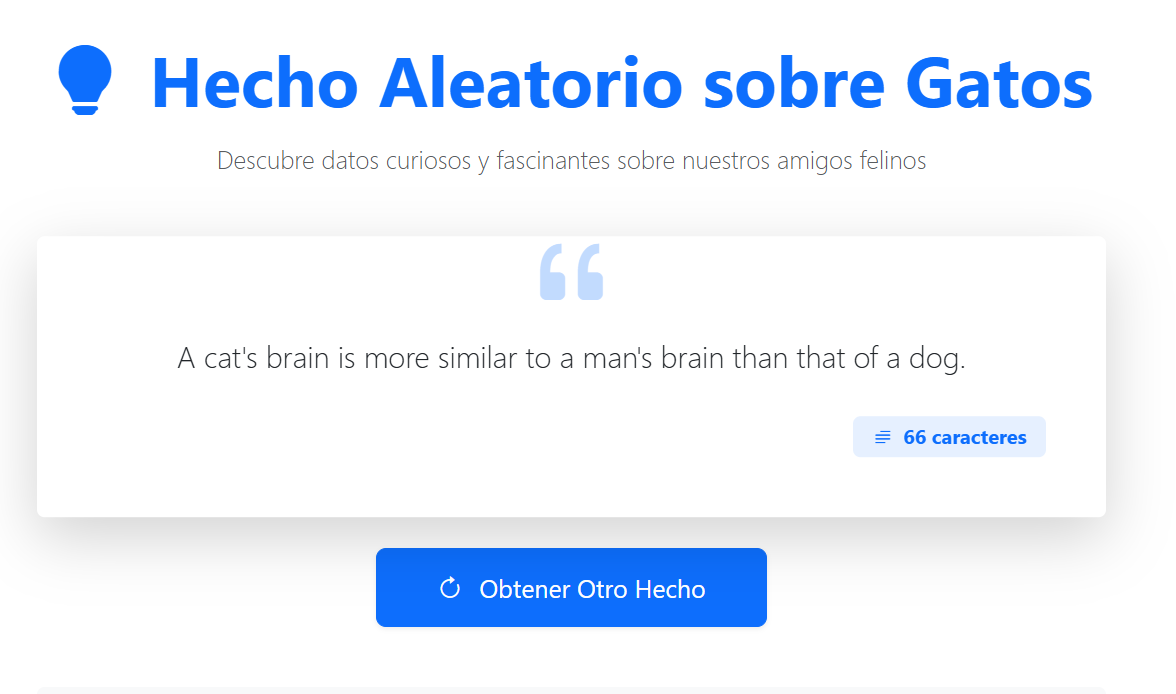 Hecho Aleatorio sobre Gatos
Descubre datos curiosos y fascinantes sobre nuestros amigos felinos
A cat's brain is more similar to a man's brain than that of a dog.
66 caracteres
Obtener Otro Hecho